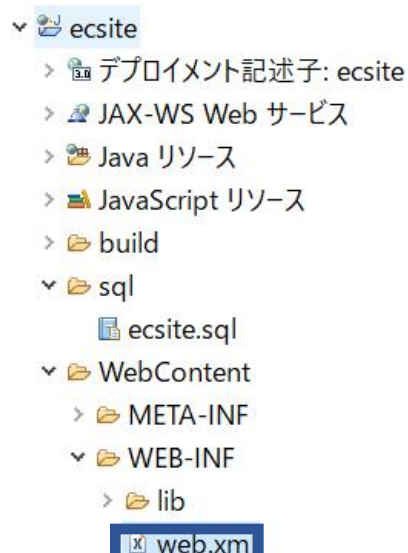 ecsite
デプロイメント記述子: ecsite
JAX-WS Web サービス
Java リソース
JavaScript リソース
build
sql
ecsite.sql
WebContent
META-INF
WEB-INF
lib
web.xm